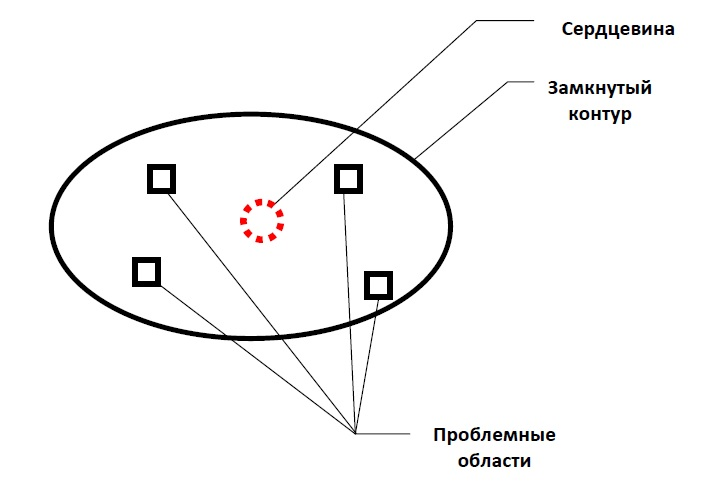 Сердцевина
Замкнутый
контур
Проблемные
области